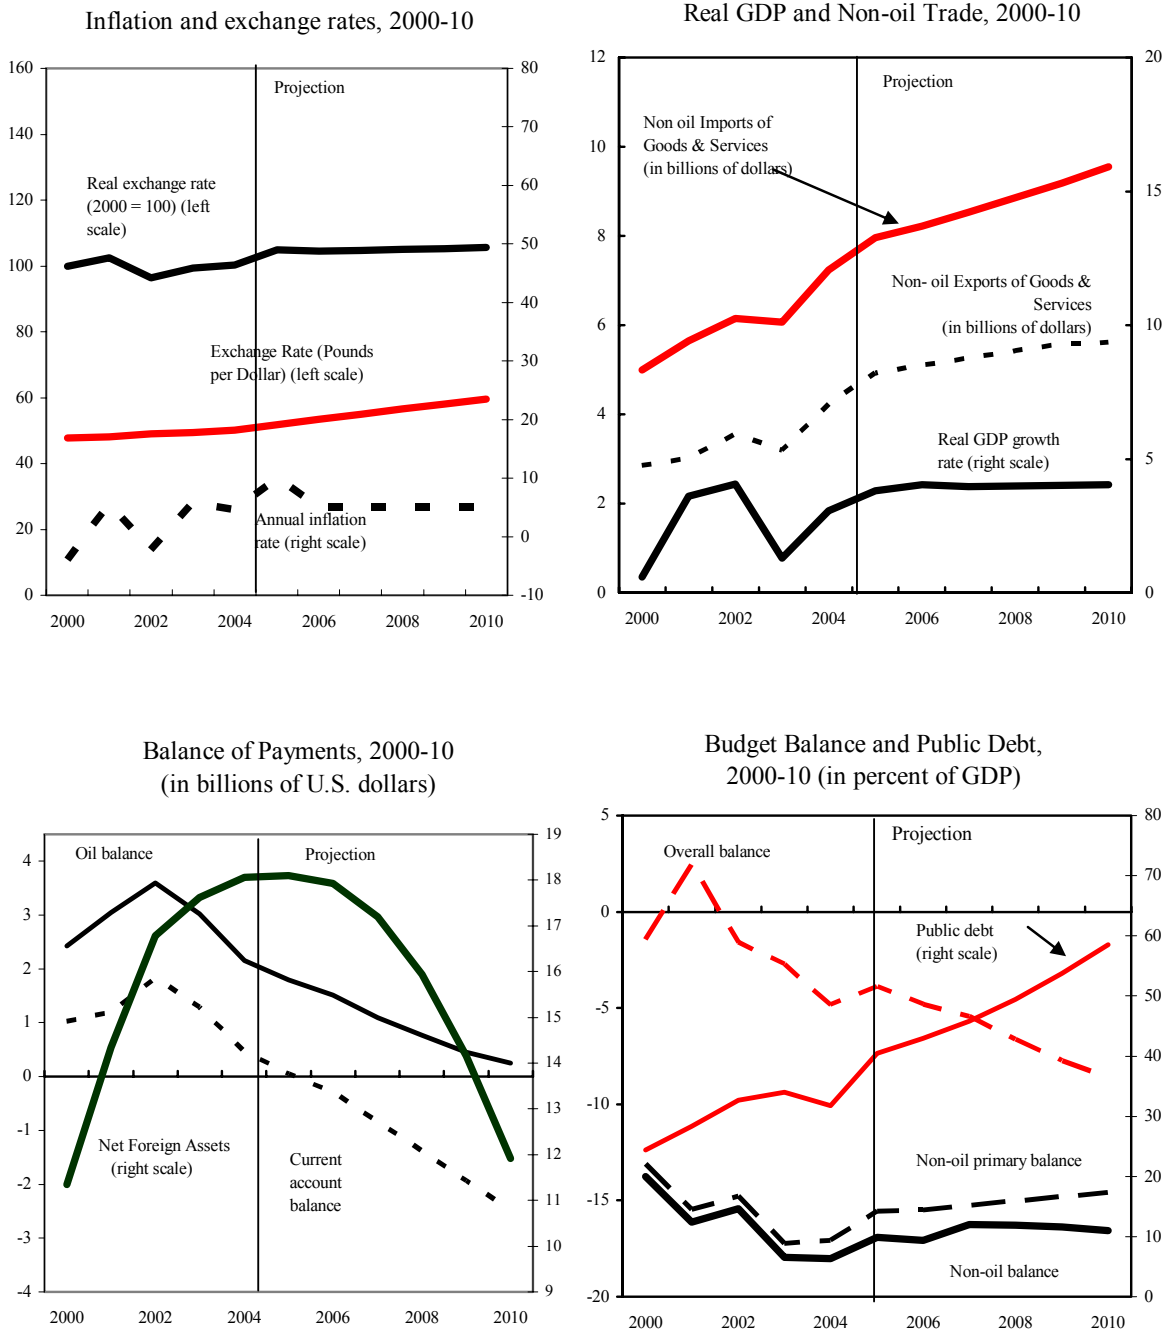 Inflation and exchange rates, 2000-10
160
140
120
100
80
60
40
20
0
80
70
60
50
40
30
20
10
0
-10
Projection
Real exchange rate
(2000 = 100) (left
scale)
Exchange Rate (Pounds
per Dollar) (left scale)
Annual inflation
rate (right scale)
2000 2002 2004 2006 2008 2010
Real GDP and Non-oil Trade, 2000-10
12
10
8
6
4
2
0
20
15
10
5
0
Projection
Non oil Imports of
Goods & Services
(in billions of dollars)
Non- oil Exports of Goods &
Services
(in billions of dollars)
Real GDP growth
rate (right scale)
2000 2002 2004 2006 2008 2010
Balance of Payments, 2000-10
(in billions of U.S. dollars)
4
3
2
1
0
-1
-2
-3
-4
19
18
17
16
15
14
13
12
11
10
9
Oil balance
Projection
Net Foreign Assets
(right scale)
Current
account
balance
2000 2002 2004 2006 2008 2010
Budget Balance and Public Debt,
2000-10 (in percent of GDP)
5
0
-5
-10
-15
-20
80
70
60
50
40
30
20
10
0
Projection
Overall balance
Public debt
(right scale)
Non-oil primary balance
Non-oil balance
2000 2002 2004 2006 2008 2010